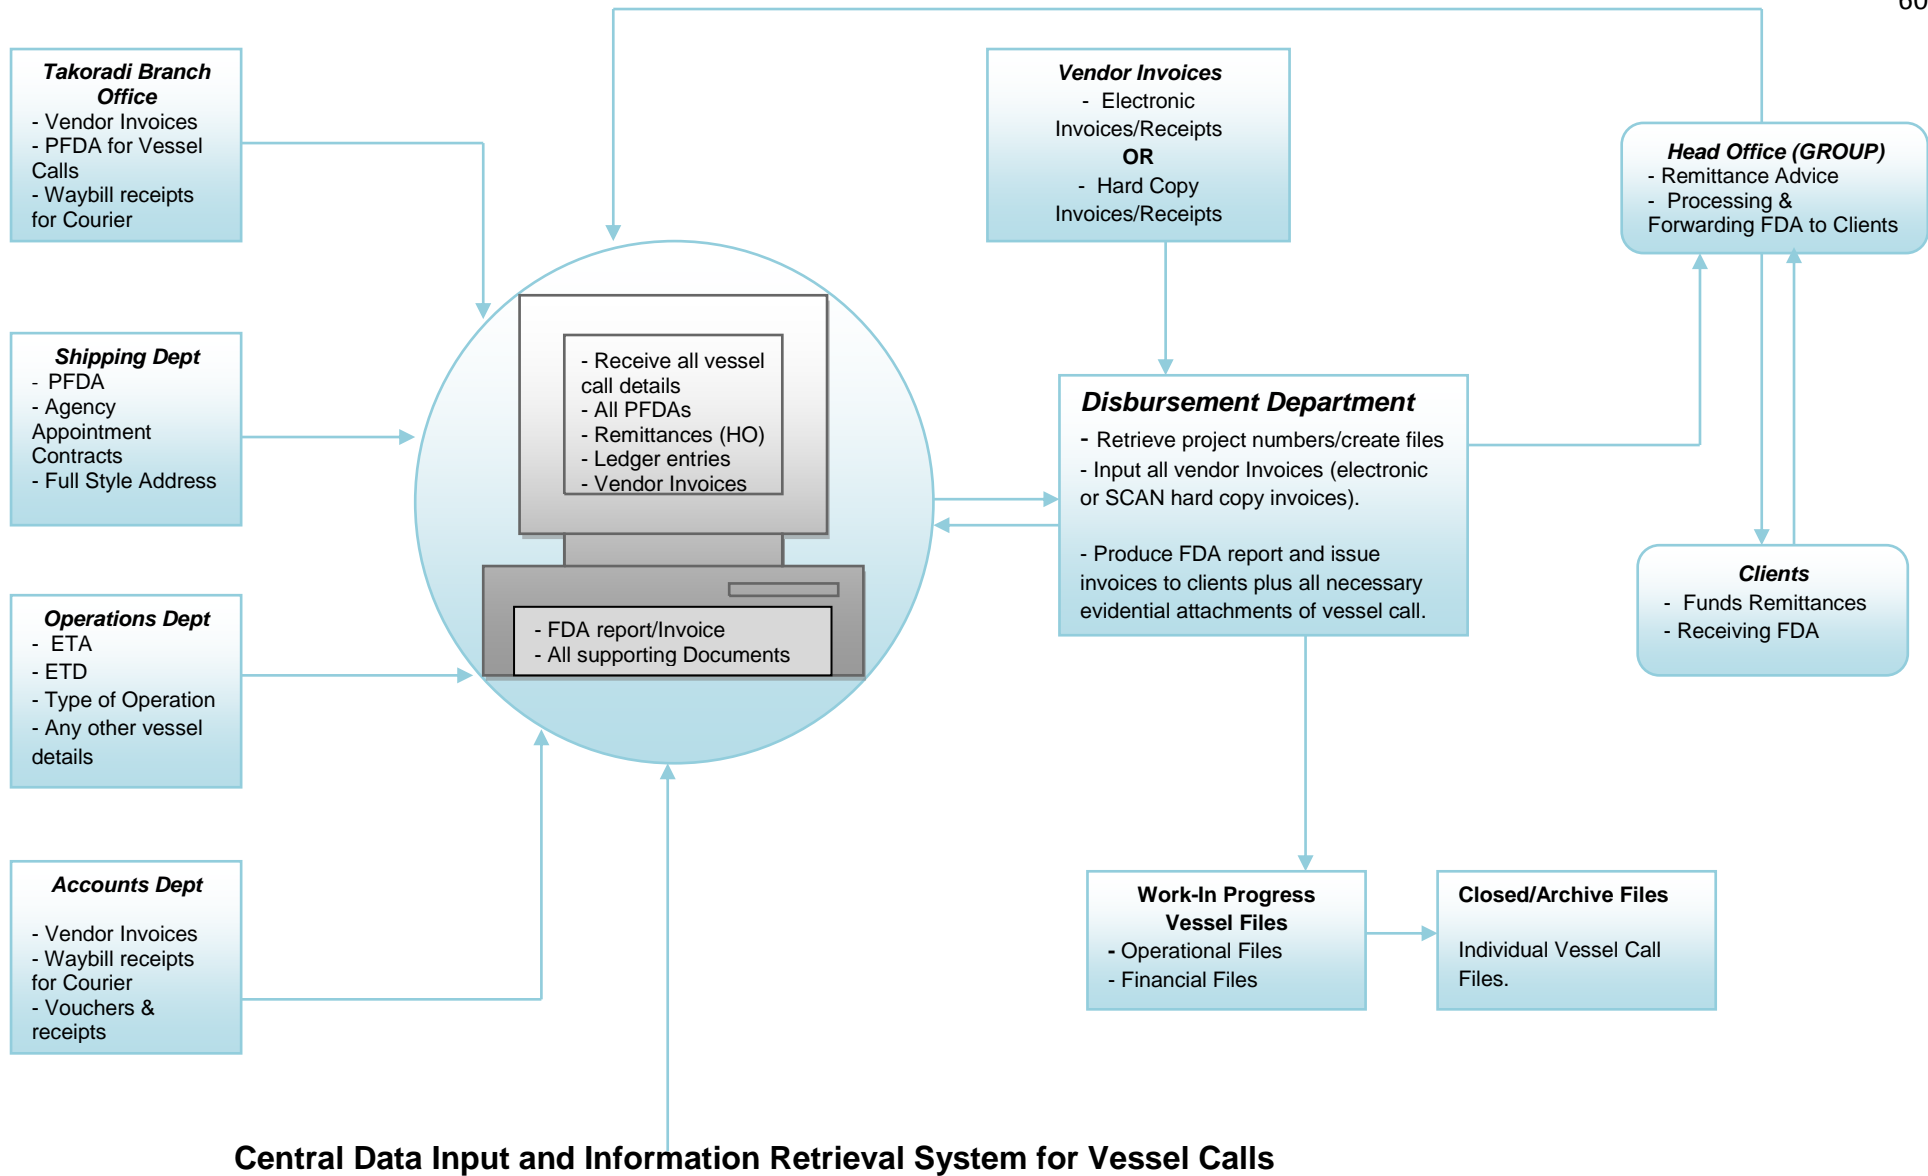 60
Takoradi Branch
Office
- Vendor Invoices
- PFDA for Vessel
Calls
- Waybill receipts
for Courier
Vendor Invoices
- Electronic
Invoices/Receipts
OR
- Hard Copy
Invoices/Receipts
Head Office (GROUP)
- Remittance Advice
- Processing &
Forwarding FDA to Clients
Shipping Dept
- PFDA
- Agency
Appointment
Contracts
- Full Style Address
- Receive all vessel
call details
- All PFDAs
- Remittances (HO)
- Ledger entries
- Vendor Invoices
- FDA report/Invoice
- All supporting Documents
Disbursement Department
- Retrieve project numbers/create files
- Input all vendor Invoices (electronic
or SCAN hard copy invoices).
- Produce FDA report and issue
invoices to clients plus all necessary
evidential attachments of vessel call.
Clients
- Funds Remittances
- Receiving FDA
Operations Dept
- ETA
- ETD
- Type of Operation
- Any other vessel
details
Accounts Dept
- Vendor Invoices
- Waybill receipts
for Courier
- Vouchers &
receipts
Work-In Progress
Vessel Files
- Operational Files
- Financial Files
Closed/Archive Files
Individual Vessel Call
Files.
Central Data Input and Information Retrieval System for Vessel Calls